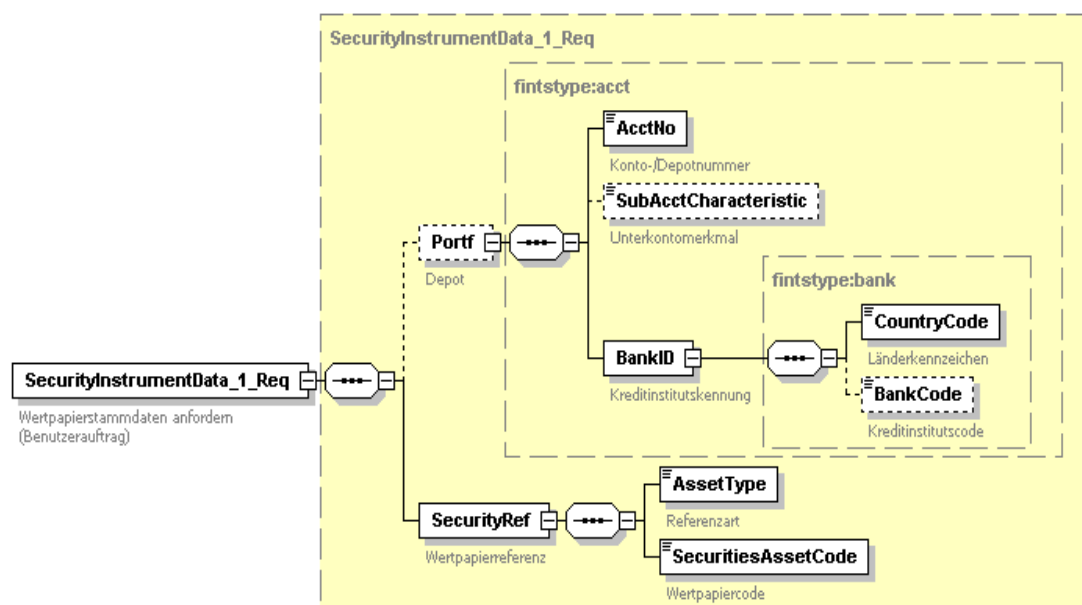 SecurityInstrumentData_1_Req
fintstype:acct
AcctNo
Konto-/Depotnummer
SubAcctCharacteristic
Unterkontomerkmal
Portf
Depot
fintstype:bank
CountryCode
Länderkennzeichen
BankID
Kreditinstitutskennung
BankCode
Kreditinstitutscode
SecurityInstrumentData_1_Req
Wertpapierstammdaten anfordern
(Benutzerauftrag)
AssetType
Referenzart
SecurityRef
Wertpapierreferenz
SecuritiesAssetCode
Wertpapiercode